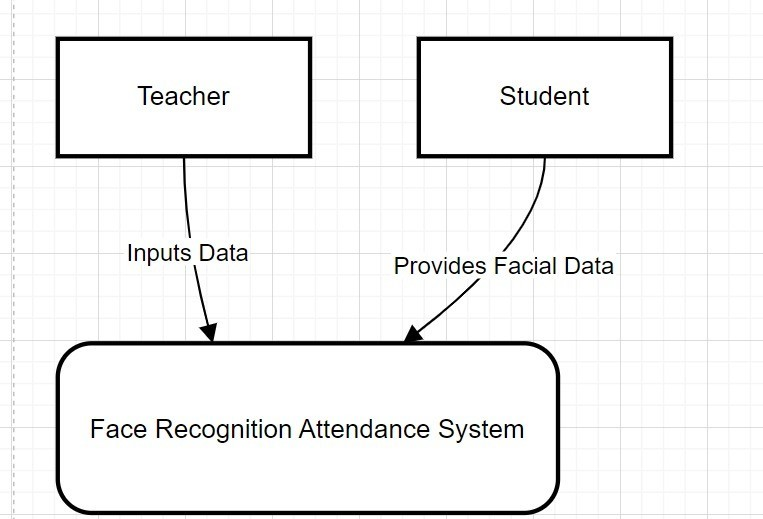 Teacher
Student
Inputs Data
Provides Facial Data
Face Recognition Attendance System